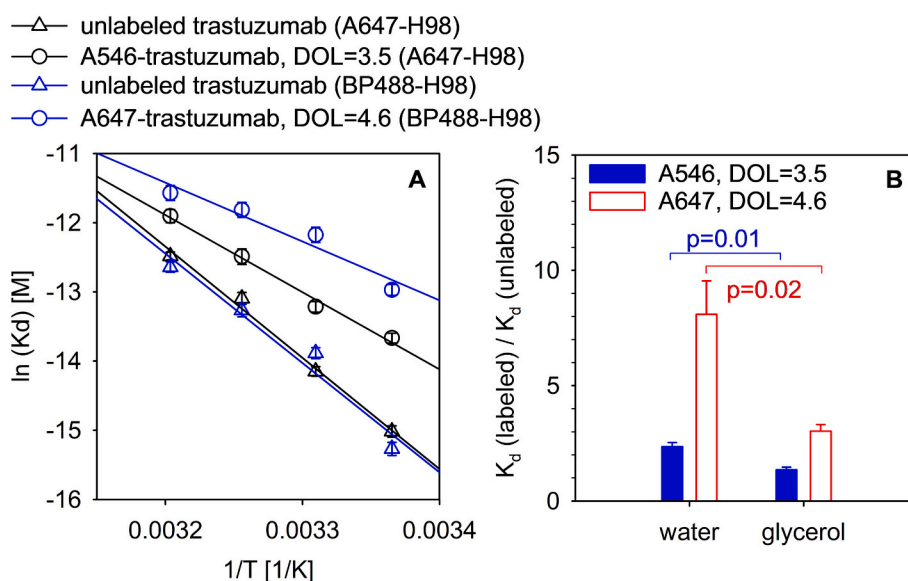 unlabeled trastuzumab (A647-H98)
A546-trastuzumab, DOL=3.5 (A647-H98)
unlabeled trastuzumab (BP488-H98)
A647-trastuzumab, DOL=4.6 (BP488-H98)
A
-11
-12
-13
-14
-15
-16
ln (Kd) [M]
0.0032
0.0033
0.0034
1/T [1/K]
B
A546, DOL=3.5
A647, DOL=4.6
p=0.01
p=0.02
15
10
5
0
Kd (labeled) / Kd (unlabeled)
water
glycerol